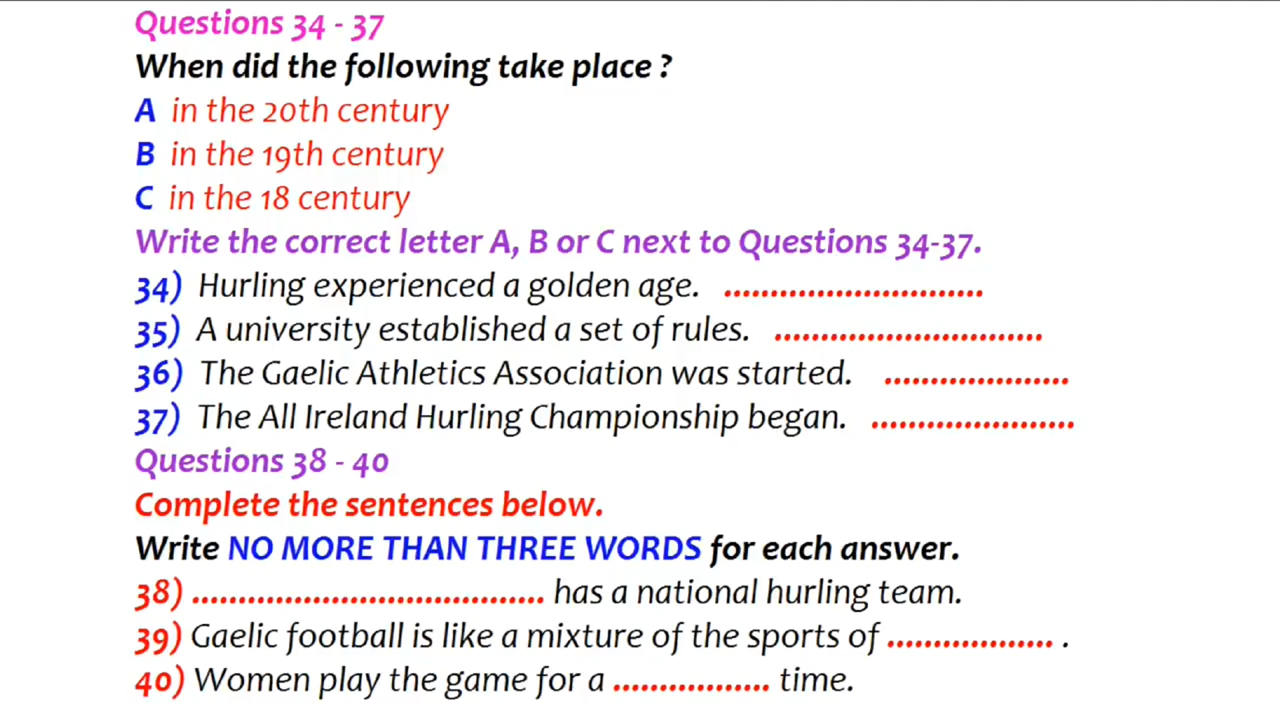 Questions 34 - 37
When did the following take place ?
A in the 20th century
B in the 19th century
C in the 18 century
Write the correct letter A, B or C next to Questions 34-37.
34) Hurling experienced a golden age. ............................
35) A university established a set of rules. .............................
36) The Gaelic Athletics Association was started. ....................
37) The All Ireland Hurling Championship began. ......................
Questions 38 - 40
Complete the sentences below.
Write NO MORE THAN THREE WORDS for each answer.
38) ...................................... has a national hurling team.
39) Gaelic football is like a mixture of the sports of .................. .
40) Women play the game for a ................. time.